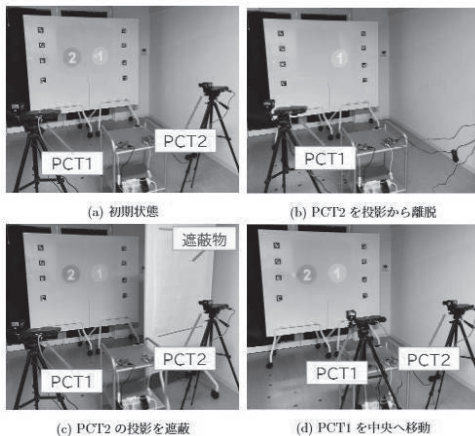 2 1
PCT1
PCT2
(a) 初期状態
1
PCT1
(b) PCT2 を投影から離脱
遮蔽物
2 1
PCT1
PCT2
(c) PCT2 の投影を遮蔽
2 1
PCT1
PCT2
(d) PCT1 を中央へ移動